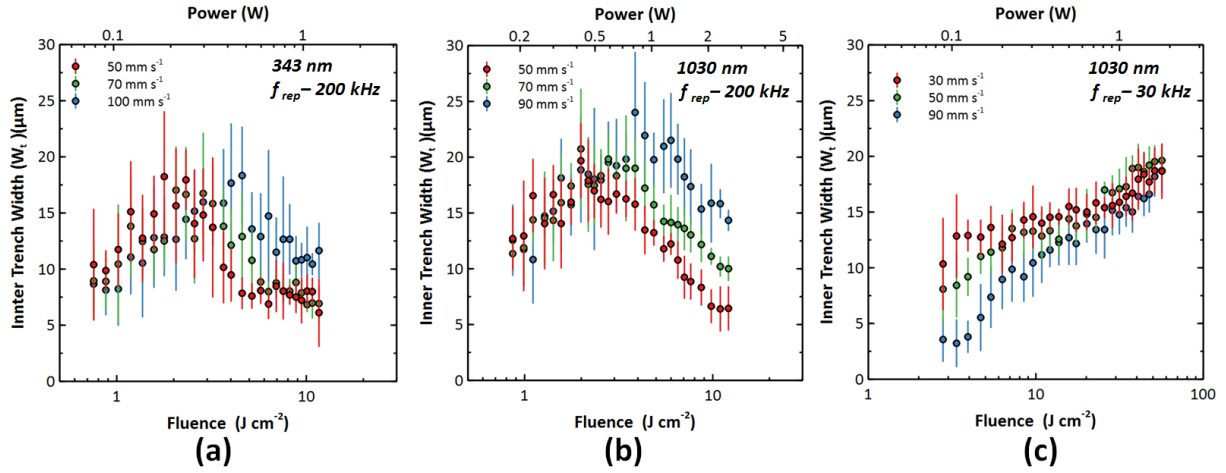 Power (W)
0.1 1
30
25
20
15
10
5
0
Inner Trench Width (Wt )(μm)
50 mm s-1
70 mm s-1
100 mm s-1
343 nm
f rep – 200 kHz
1 10
Fluence (J cm-2)
(a)
Power (W)
0.2 0.5 1 2 5
30
25
20
15
10
5
0
Inner Trench Width (Wt )(μm)
50 mm s-1
70 mm s-1
90 mm s-1
1030 nm
f rep – 200 kHz
1 10
Fluence (J cm-2)
(b)
Power (W)
0.1 1
30
25
20
15
10
5
0
Inner Trench Width (Wt )(μm)
30 mm s-1
50 mm s-1
90 mm s-1
1030 nm
f rep – 30 kHz
1 10 100
Fluence (J cm-2)
(c)